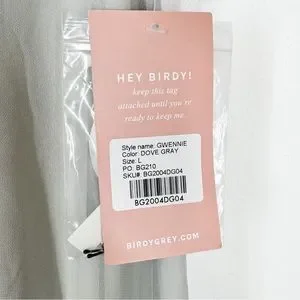 HEY BIRDY!
keep this tag
attached until you're
ready to keep me.
Style name: GWENNIE
Color: DOVE GRAY
Size: L
PO: BG210
SKU#: BG2004DG04
BG2004DG04
BIRDYGREY.COM